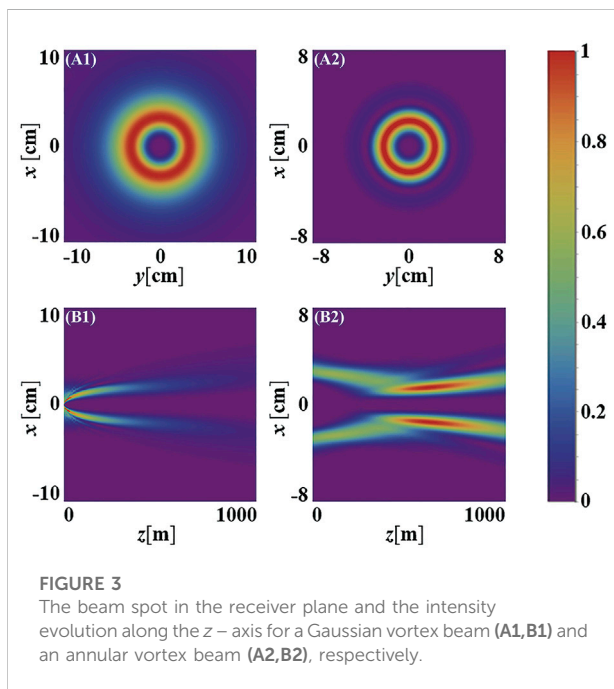 10
(A1)
x [cm]
0
-10
-10
0
10
y[cm]
8
(A2)
x [cm]
0
-8
-8
0
8
y[cm]
10
(B1)
x [cm]
0
-10
0
1000
z[m]
8
(B2)
x [cm]
0
-8
0
1000
z[m]
1
0.8
0.6
0.4
0.2
0
FIGURE 3
The beam spot in the receiver plane and the intensity
evolution along the z – axis for a Gaussian vortex beam (A1,B1) and
an annular vortex beam (A2,B2), respectively.